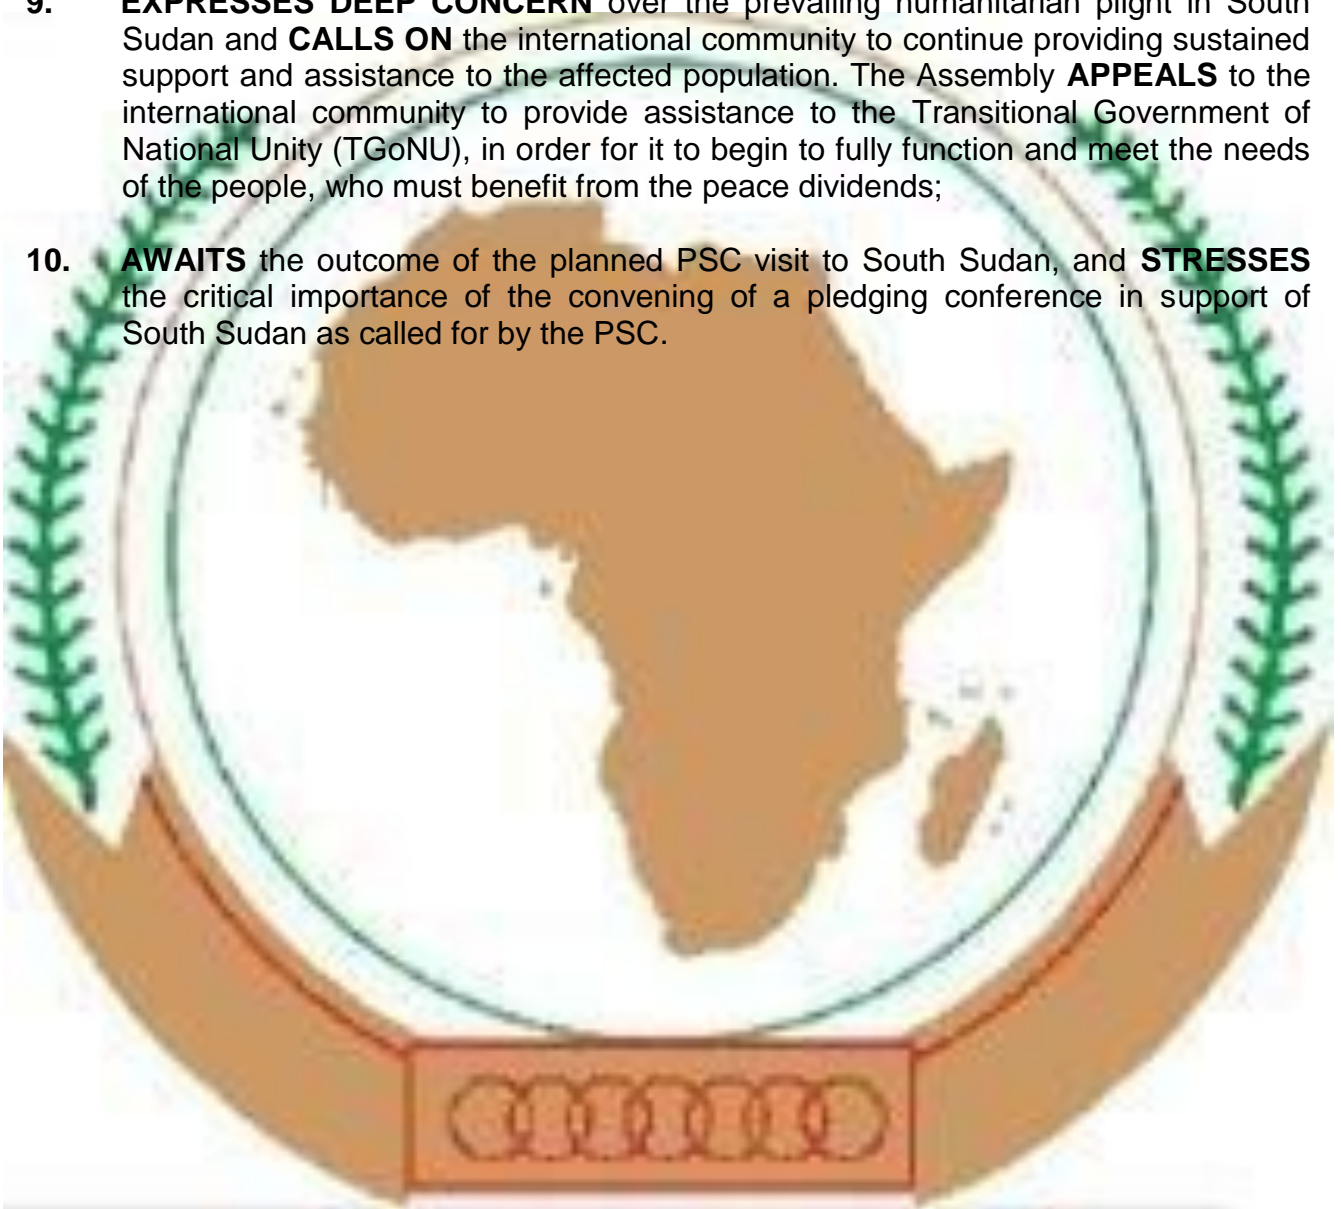 9. EXPRESSES DEEP CONCERN over the prevailing humanitarian plight in South
Sudan and CALLS ON the international community to continue providing sustained
support and assistance to the affected population. The Assembly APPEALS to the
international community to provide assistance to the Transitional Government of
National Unity (TGoNU), in order for it to begin to fully function and meet the needs
of the people, who must benefit from the peace dividends;
10. AWAITS the outcome of the planned PSC visit to South Sudan, and STRESSES
the critical importance of the convening of a pledging conference in support of
South Sudan as called for by the PSC.